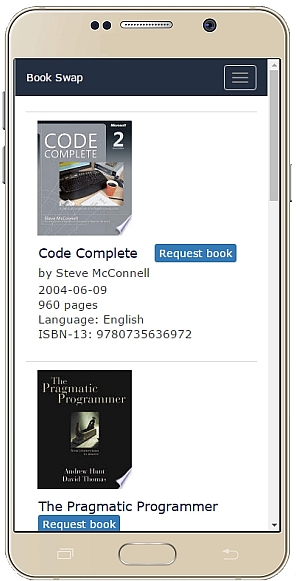 Book Swap
Microsoft
CODE
COMPLETE 2
Steve McConnell
Code Complete Request book
by Steve McConnell
2004-06-09
960 pages
Language: English
ISBN-13: 9780735636972
The
Pragmatic
Programmer
Andrew Hunt
David Thomas
The Pragmatic Programmer
Request book